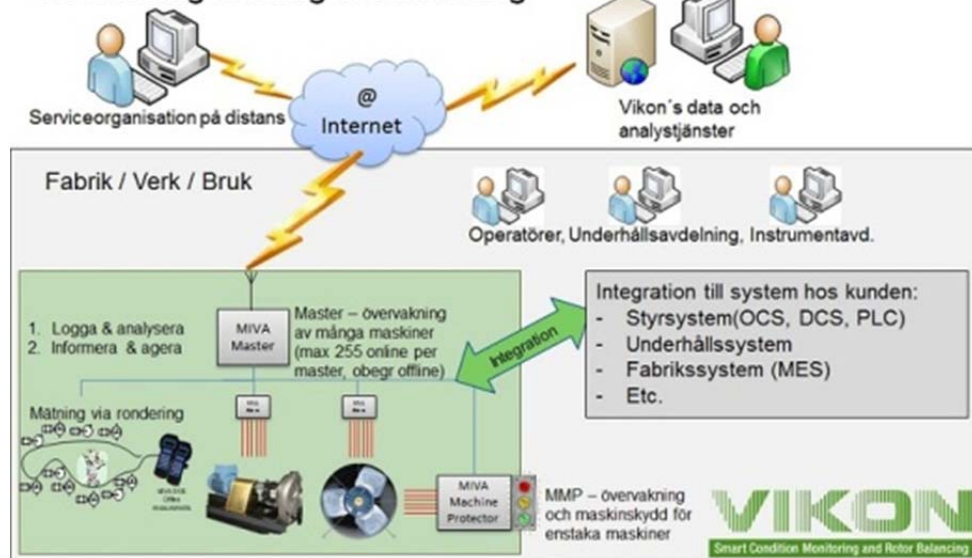 Serviceorganisation på distans
@
Internet
Vikon´s data och
analystjänster
Fabrik / Verk / Bruk
Operatörer, Underhållsavdelning, Instrumentavd.
1. Logga & analysera
2. Informera & agera
MIVA
Master
Master – övervakning
av många maskiner
(max 255 online per
master, obegr offline)
Integration
Integration till system hos kunden:
- Styrsystem(OCS, DCS, PLC)
- Underhållssystem
- Fabrikssystem (MES)
- Etc.
Mätning via rondering
MIVA
Machine
Protector
MMP – övervakning
och maskinskydd för
enstaka maskiner
VIKON
Smart Condition Monitoring and Rotor Balancing